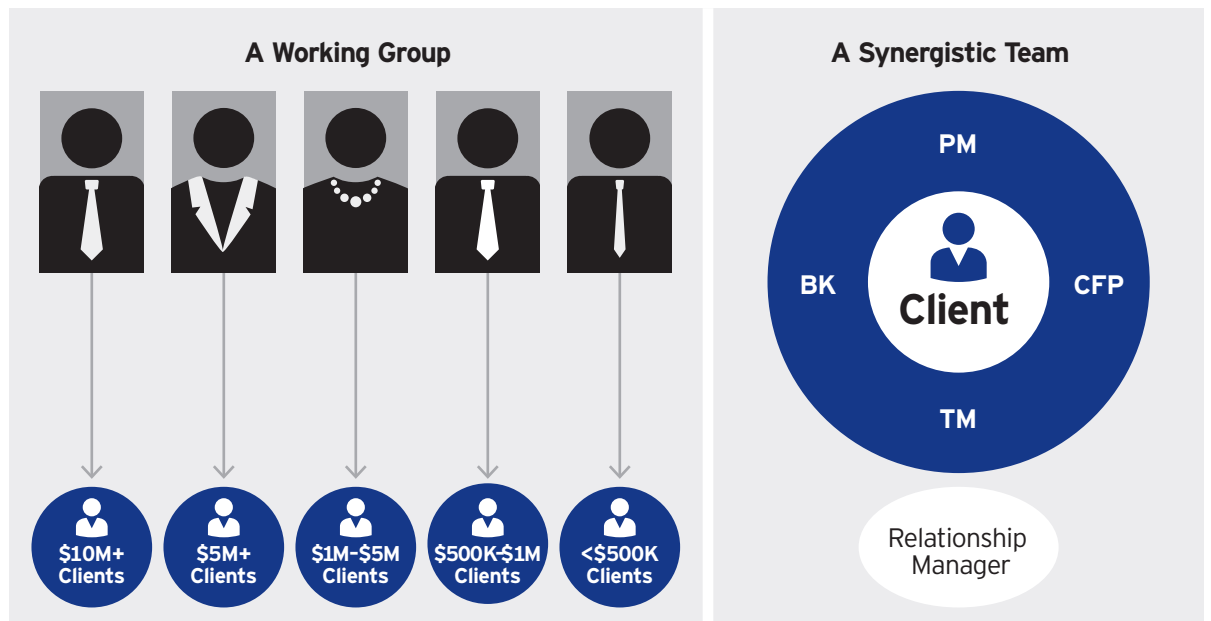 A Working Group
$10M+
Clients
$5M+
Clients
$1M-$5M
Clients
$500K-$1M
Clients
<$500K
Clients
A Synergistic Team
PM
BK
CFP
Client
TM
Relationship
Manager